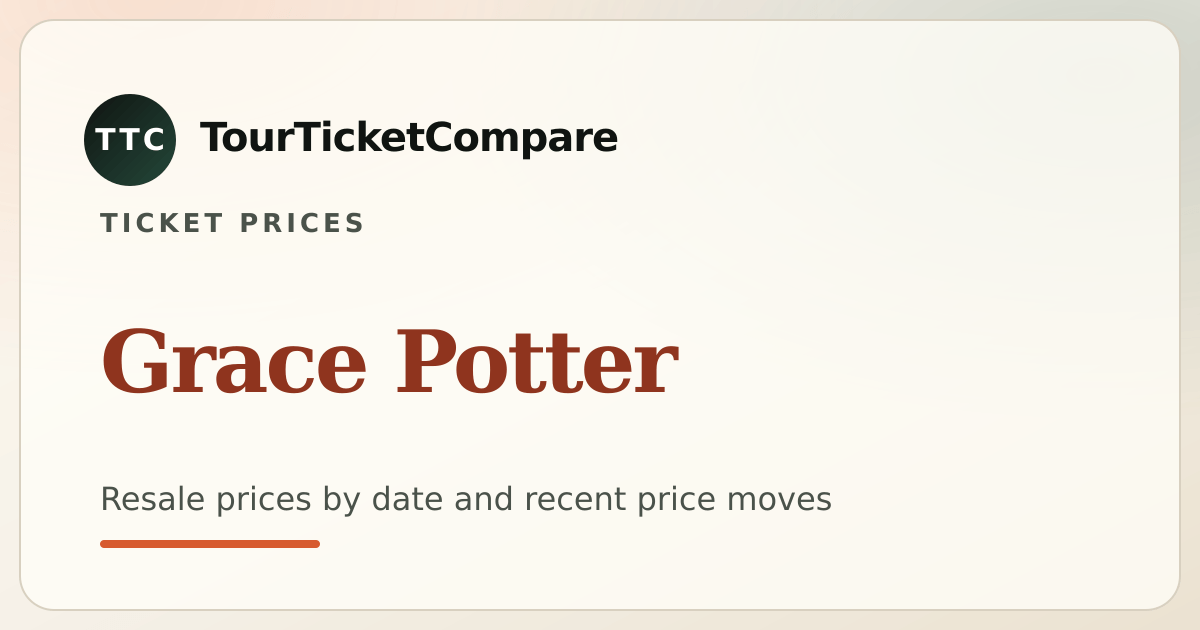 TTC TourTicketCompare
TICKET PRICES
Grace Potter
Resale prices by date and recent price moves